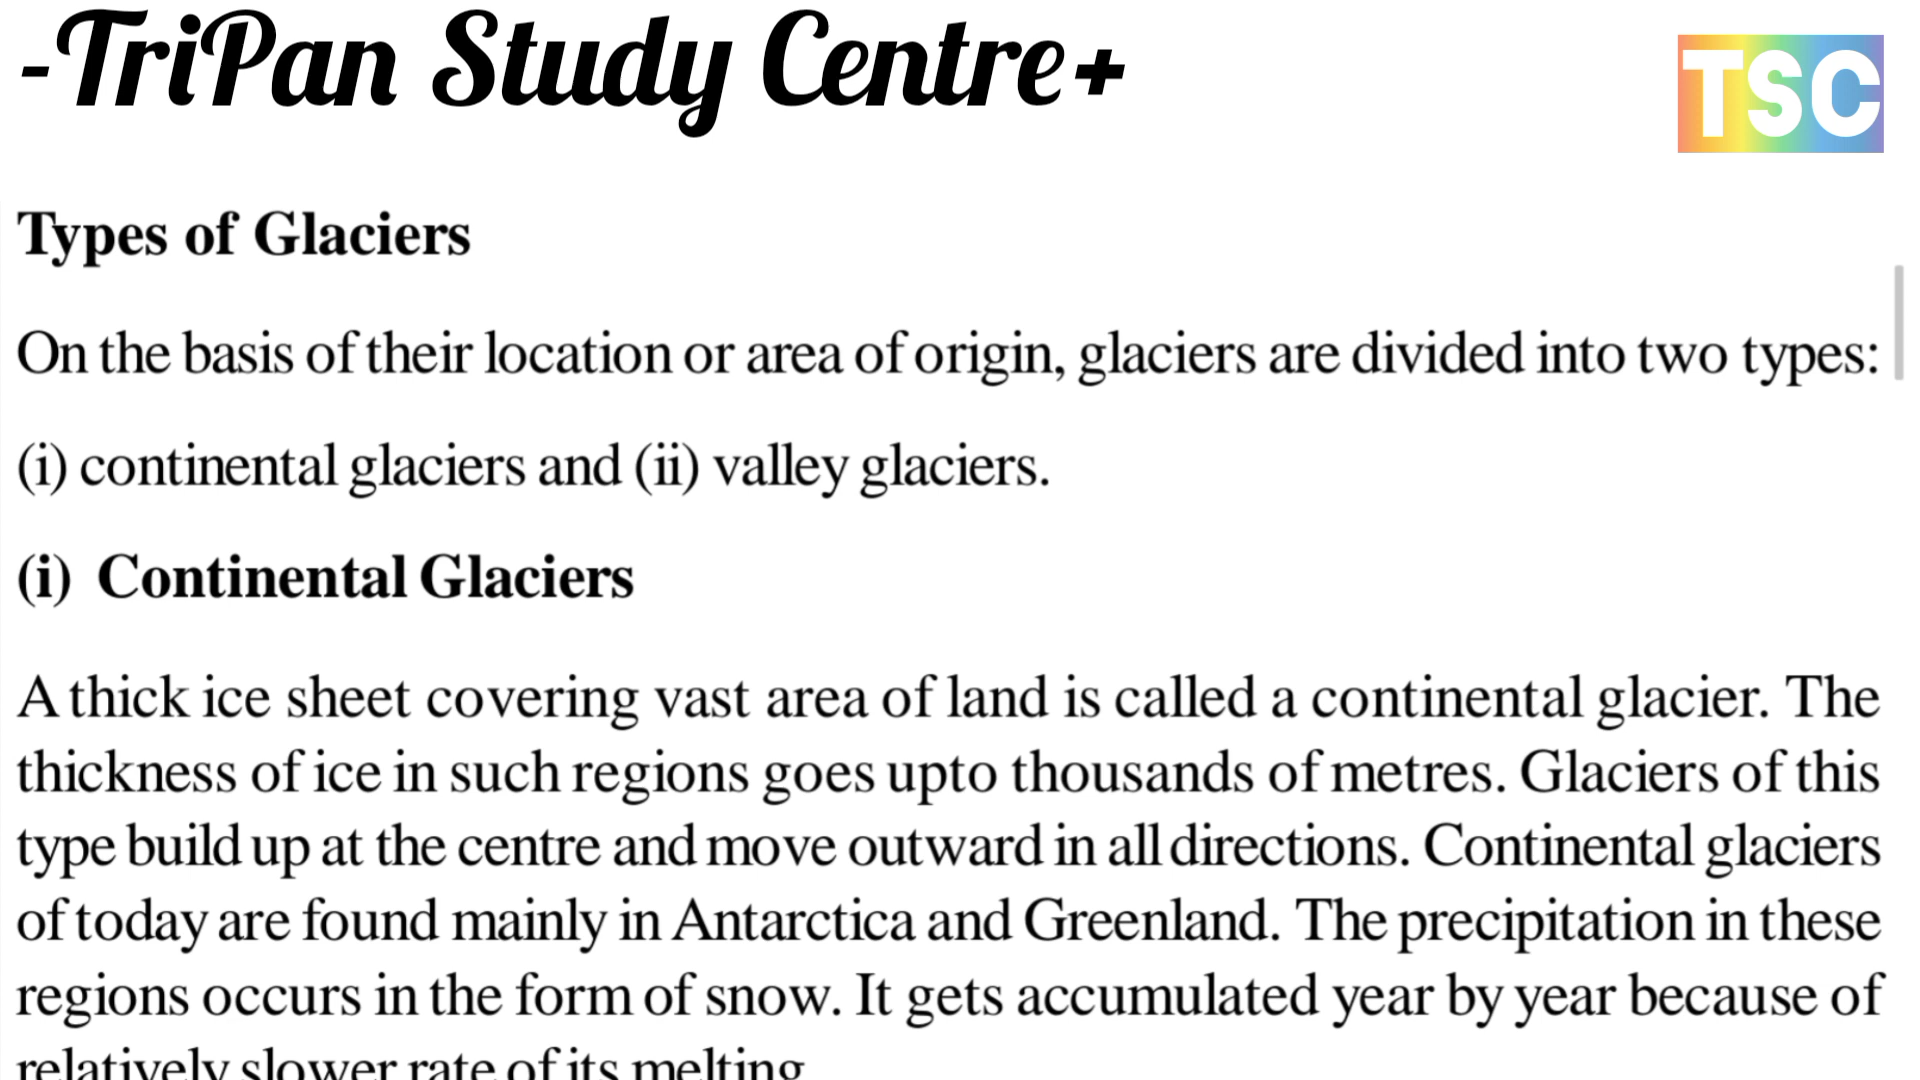 -TriPan Study Centre+
TSC
Types of Glaciers
On the basis of their location or area of origin, glaciers are divided into two types:
(i) continental glaciers and (ii) valley glaciers.
(i) Continental Glaciers
A thick ice sheet covering vast area of land is called a continental glacier. The
thickness of ice in such regions goes upto thousands of metres. Glaciers of this
type build up at the centre and move outward in all directions. Continental glaciers
of today are found mainly in Antarctica and Greenland. The precipitation in these
regions occurs in the form of snow. It gets accumulated year by year because of
relatively slower rate of its melting